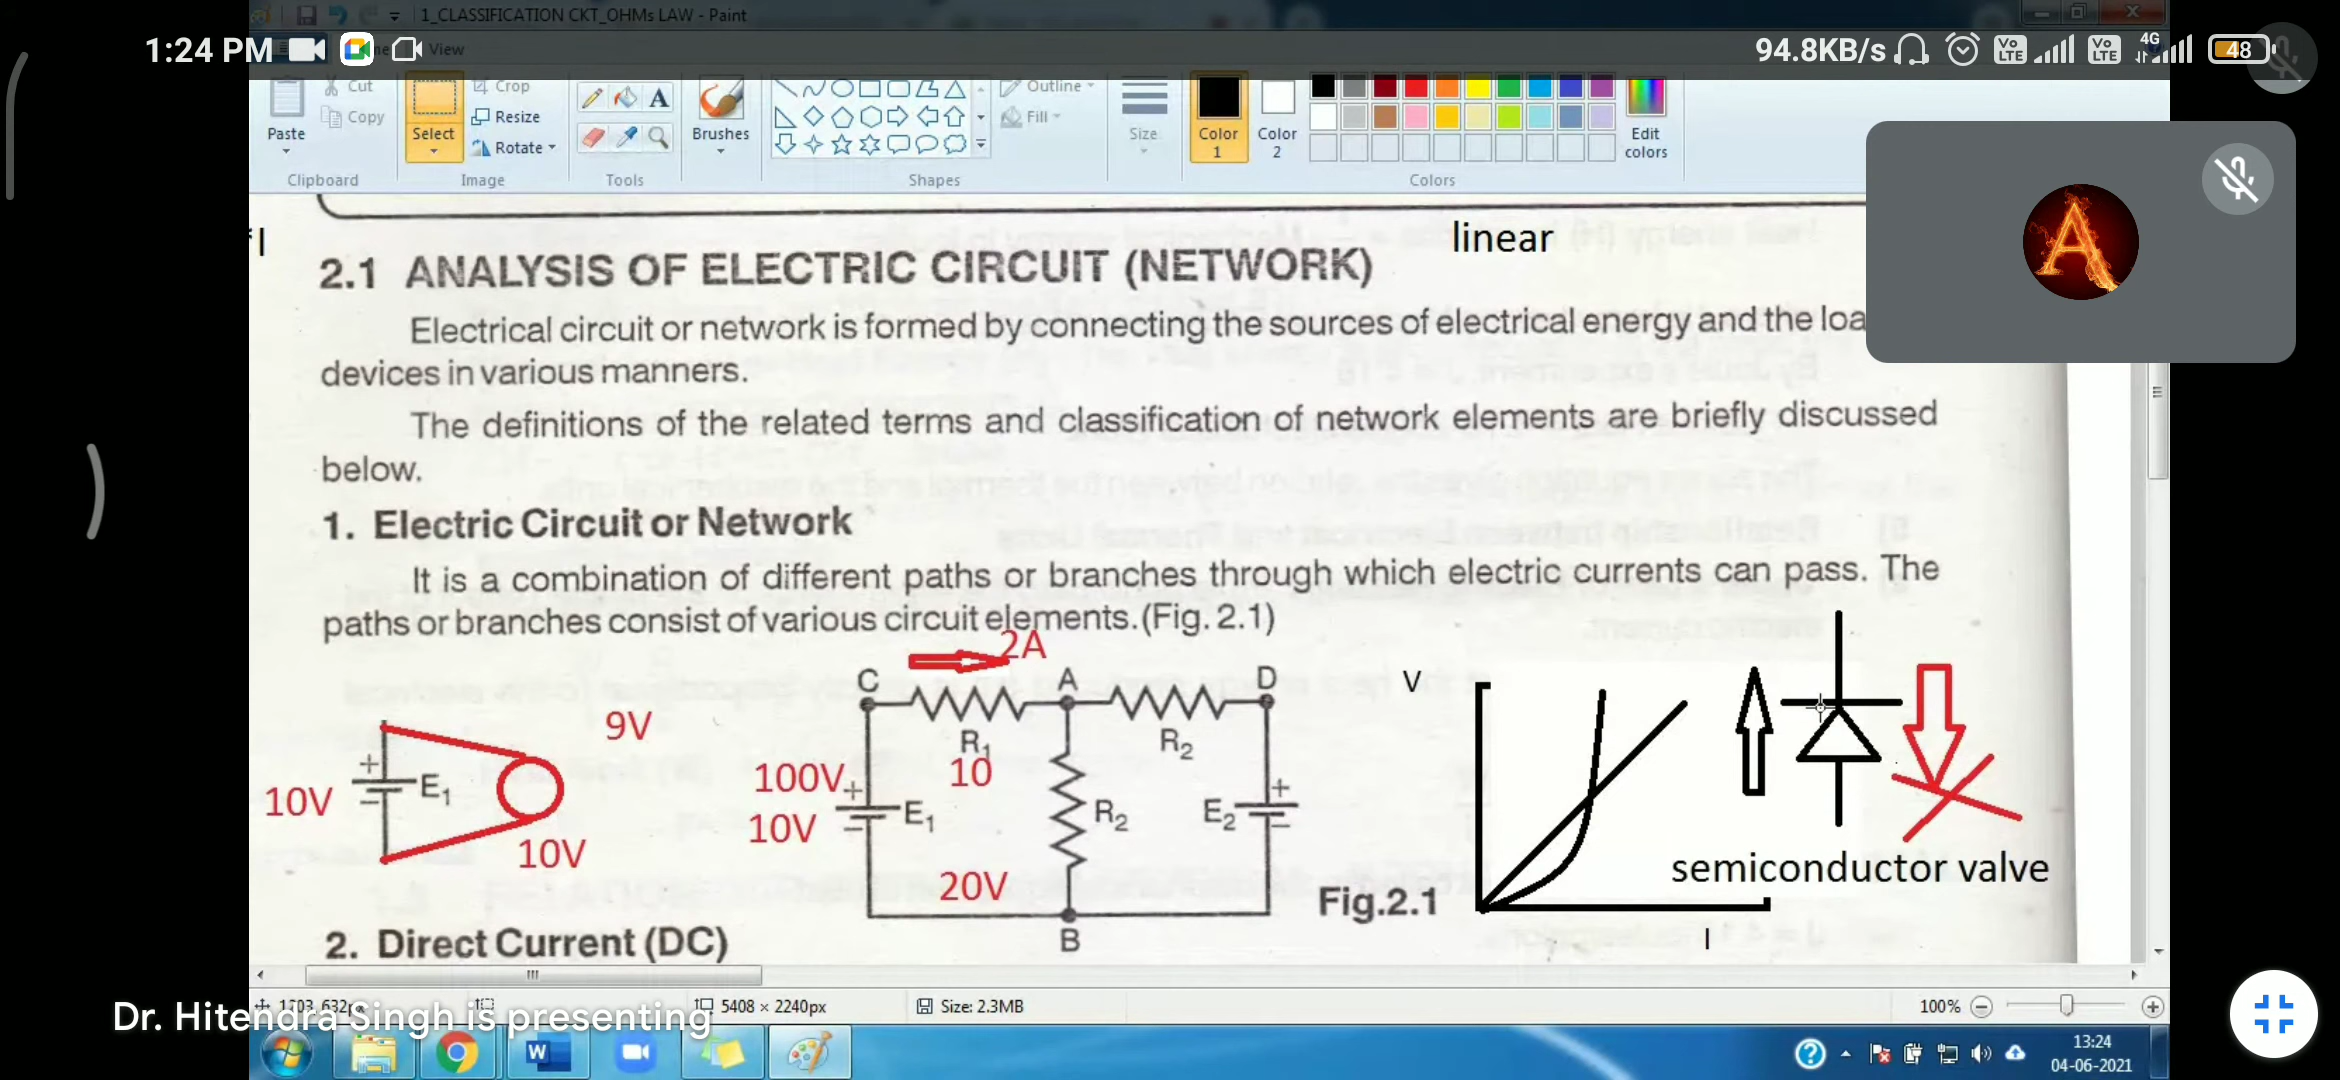 1_CLASSIFICATION CKT_OHMs LAW - Paint
1:24 PM
View
94.8KB/s
Vo LTE
Vo LTE
4G
48
Paste
Cut
Copy
Clipboard
Select
Crop
Resize
Rotate
Image
A
Tools
Brushes
Shapes
Outline
Fill
Size
Color 1
Color 2
Edit colors
Colors
linear
2.1 ANALYSIS OF ELECTRIC CIRCUIT (NETWORK)
Electrical circuit or network is formed by connecting the sources of electrical energy and the loa
devices in various manners.
The definitions of the related terms and classification of network elements are briefly discussed
below.
1. Electric Circuit or Network
It is a combination of different paths or branches through which electric currents can pass. The
paths or branches consist of various circuit elements. (Fig. 2.1)
2A
C A D
V
9V
R1
10
R2
+
E1
10V
−
10V
100V
10V
+
E1
−
R2
E2
+
−
20V
semiconductor valve
Fig.2.1
B
I
2. Direct Current (DC)
5408 × 2240px
Size: 2.3MB
100%
Dr. Hitendra Singh is presenting
W
13:24
04-06-2021